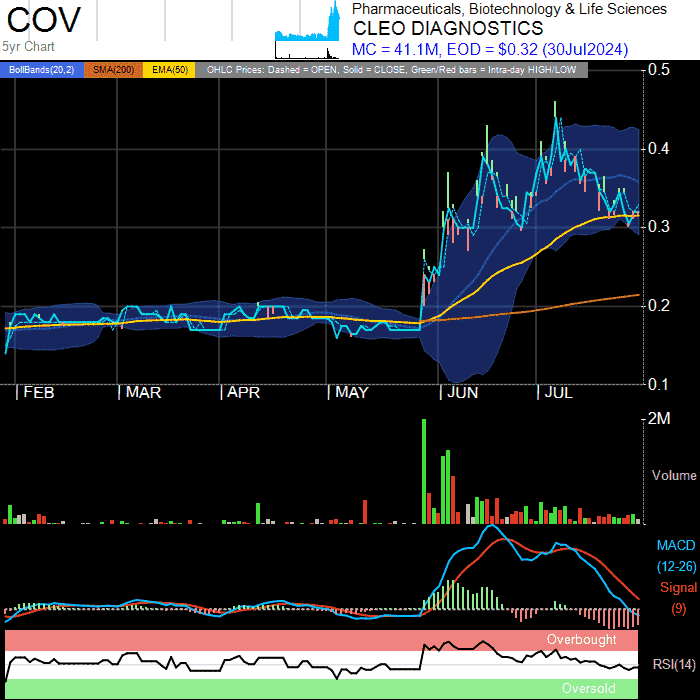 COV
Pharmaceuticals, Biotechnology & Life Sciences
CLEO DIAGNOSTICS
5yr Chart
MC = 41.1M, EOD = $0.32 (30Jul2024)
BollBands(20,2) SMA(200) EMA(50) OHLC Prices: Dashed = OPEN, Solid = CLOSE, Green/Red bars = Intra-day HIGH/LOW
0.5
0.4
0.3
0.2
0.1
FEB MAR APR MAY JUN JUL
2M
Volume
MACD
(12-26)
Signal
(9)
Overbought
RSI(14)
Oversold